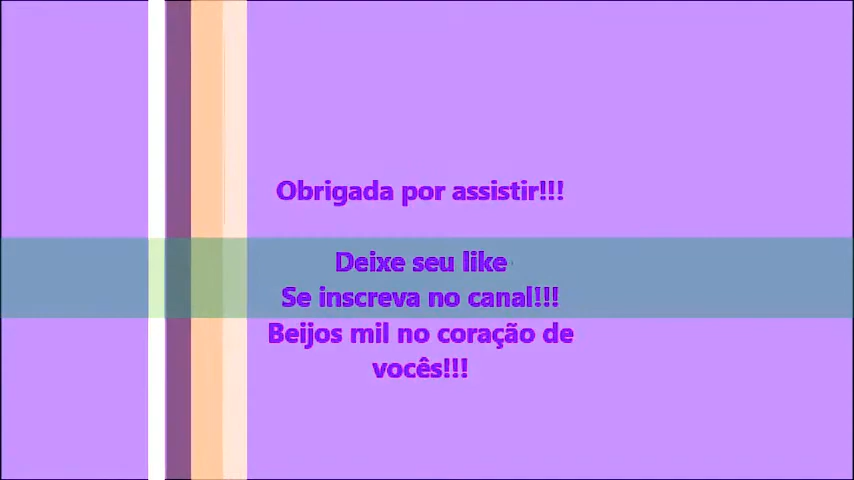 Obrigada por assistir!!!
Deixe seu like
Se inscreva no canal!!!
Beijos mil no coração de
vocês!!!